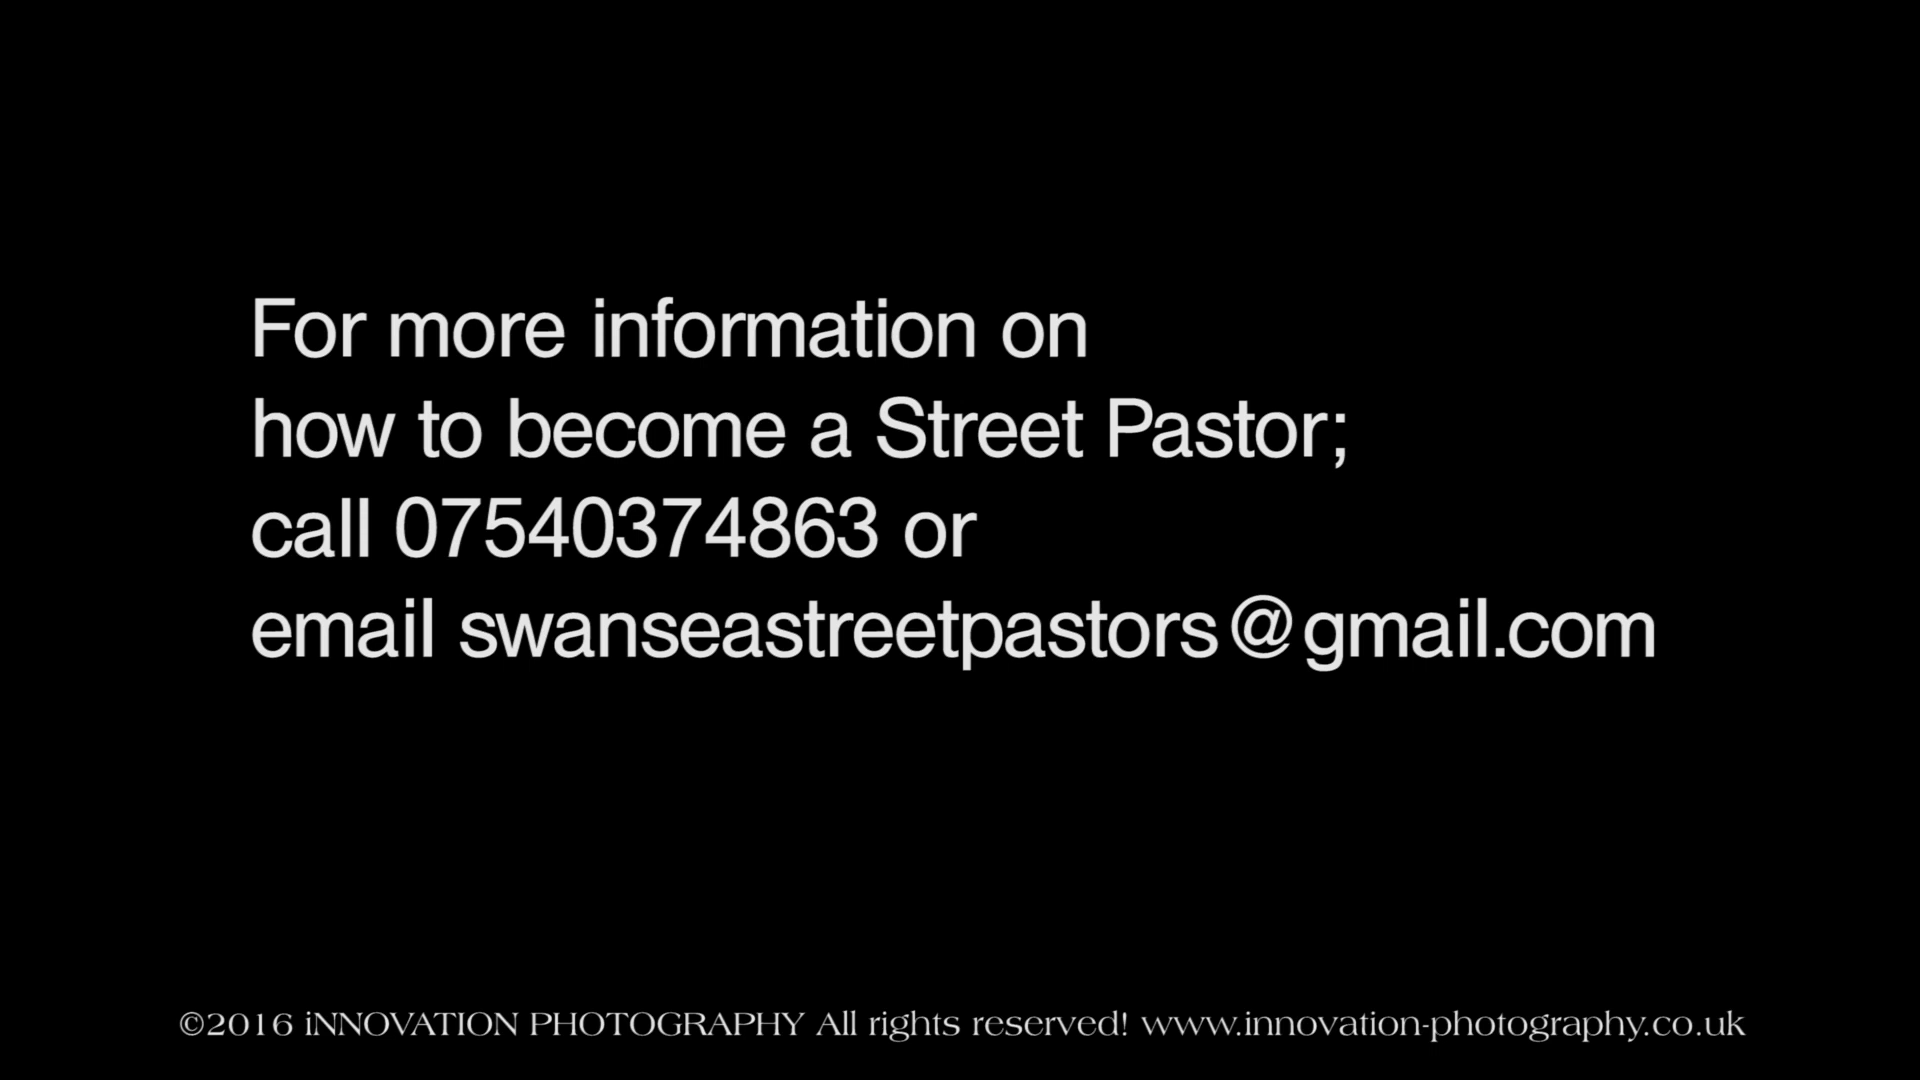 For more information on
how to become a Street Pastor;
call 07540374863 or
email swanseastreetpastors@gmail.com
©2016 iNNOVATION PHOTOGRAPHY All rights reserved! www.innovation-photography.co.uk